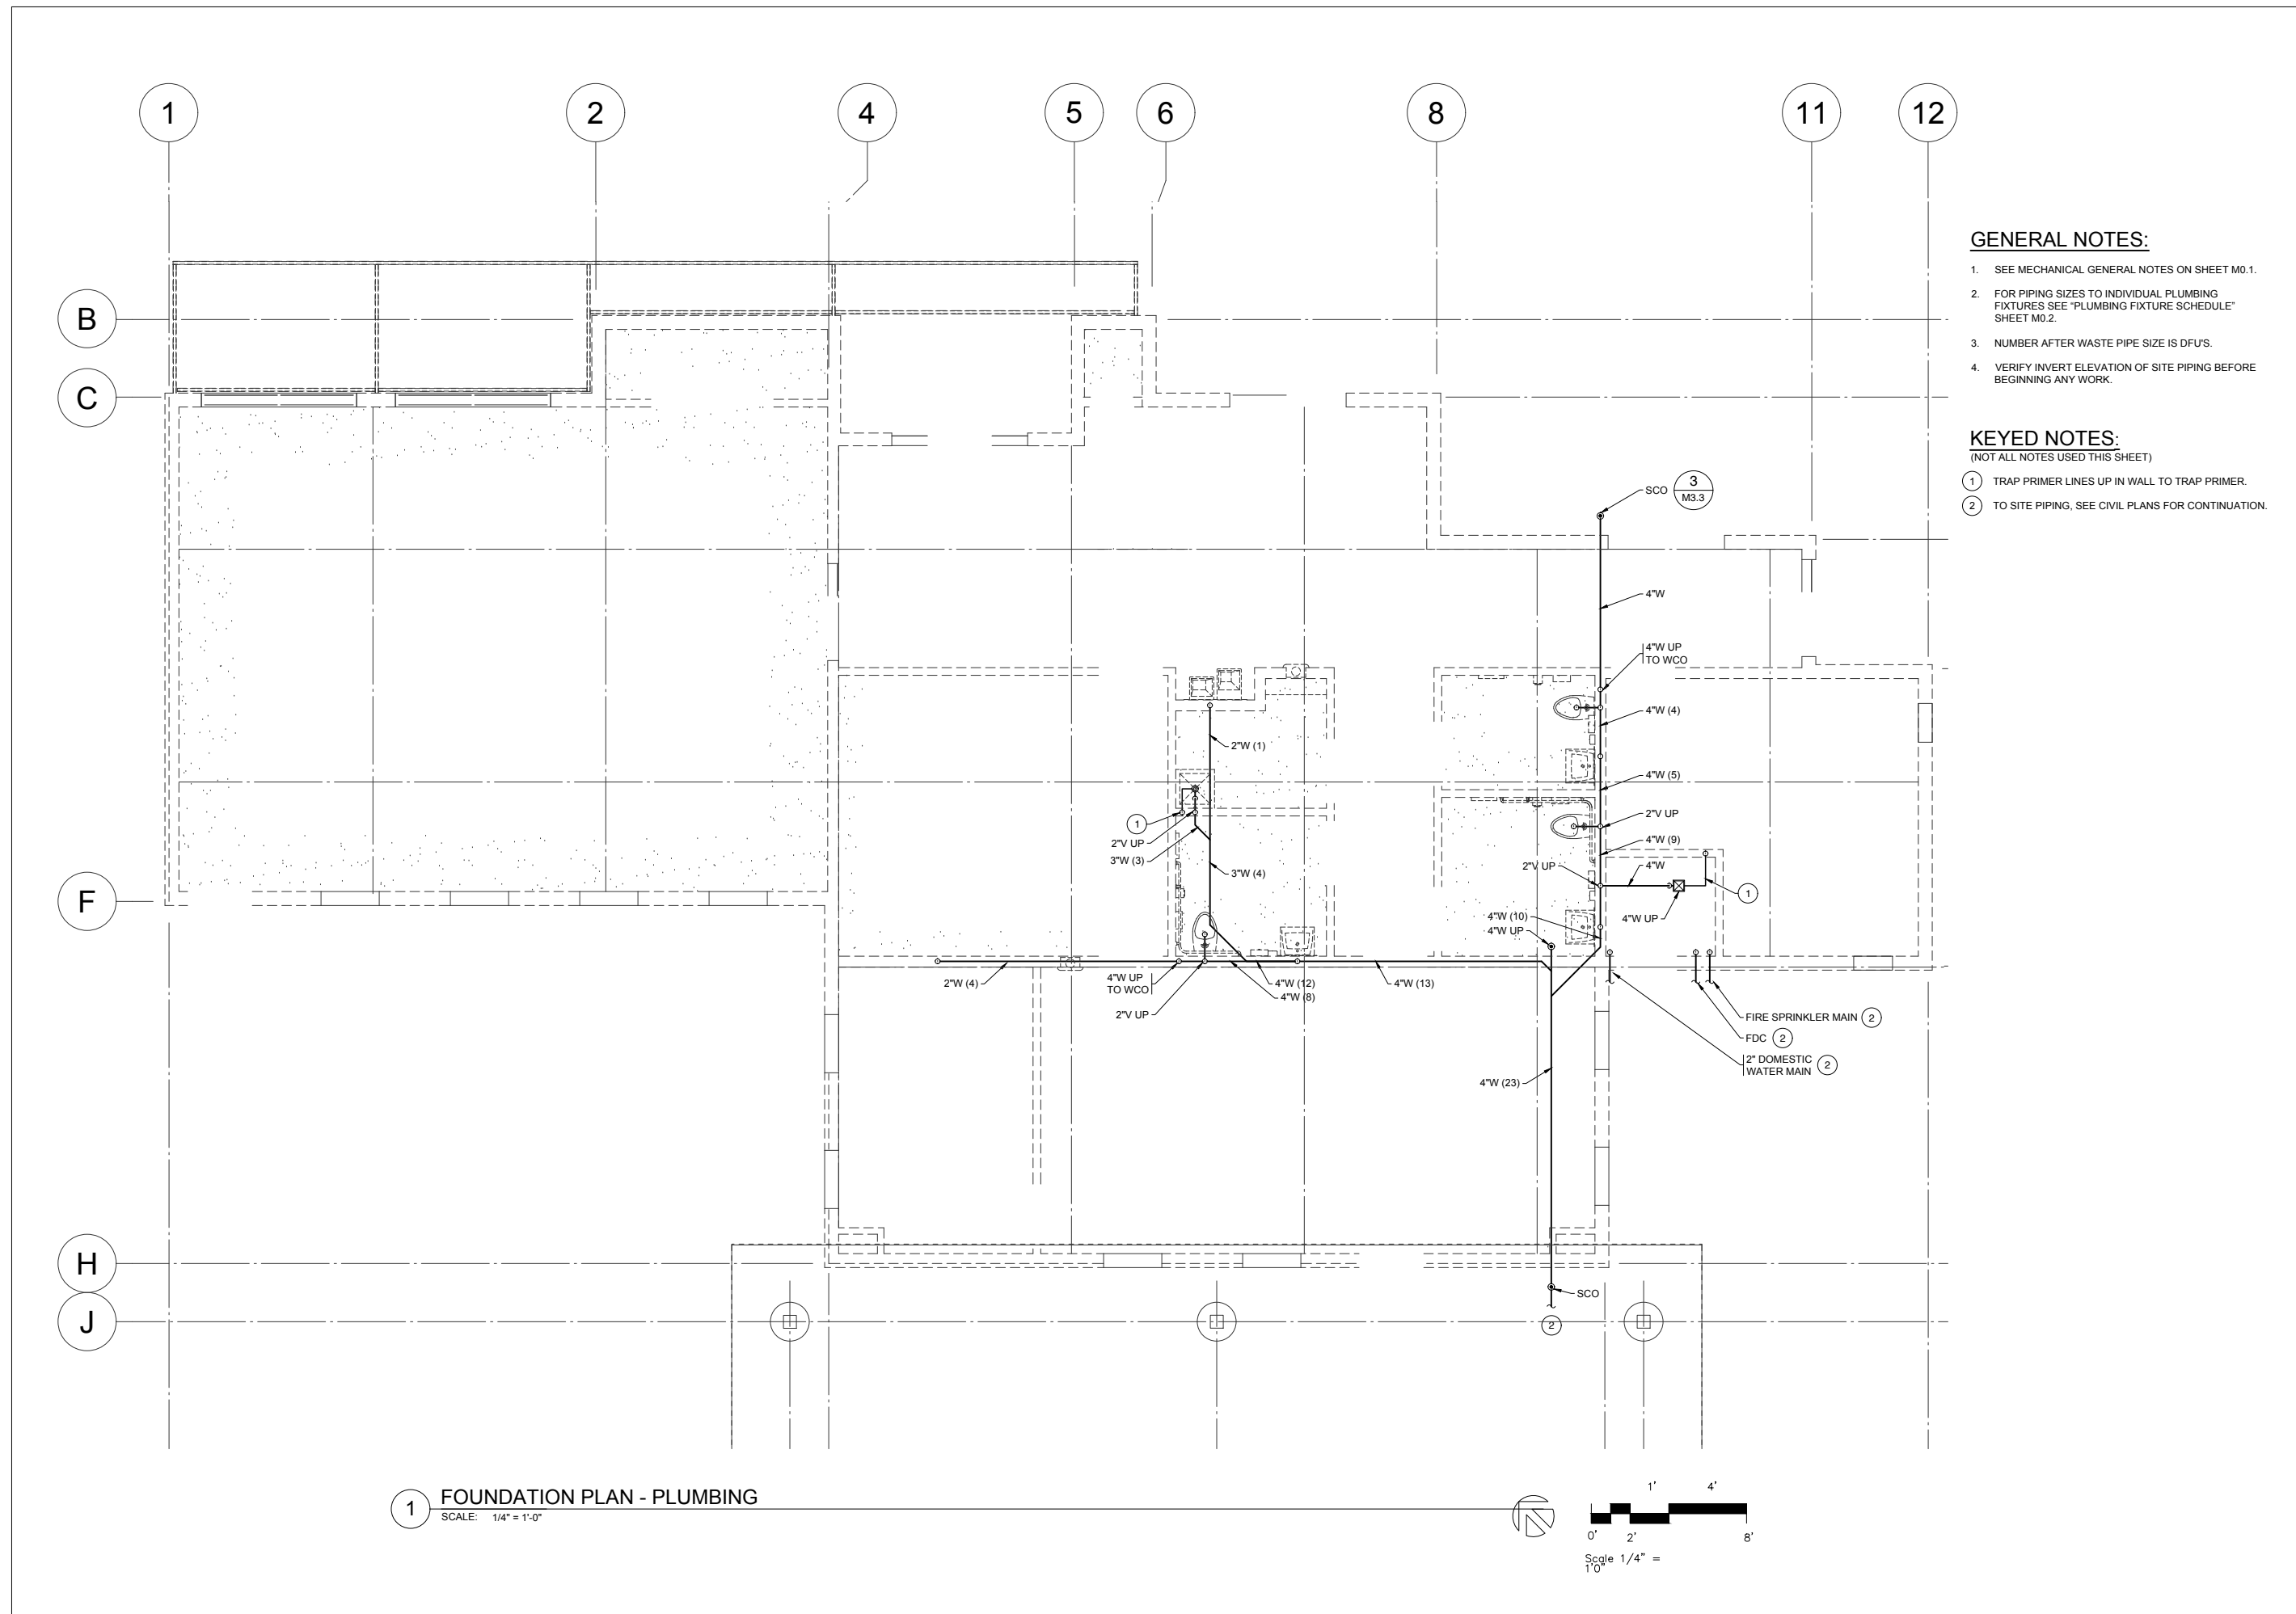 1
2
4
5
6
8
11
12
B
C
F
H
J
GENERAL NOTES:
1. SEE MECHANICAL GENERAL NOTES ON SHEET M0.1.
2. FOR PIPING SIZES TO INDIVIDUAL PLUMBING
FIXTURES SEE "PLUMBING FIXTURE SCHEDULE"
SHEET M0.2.
3. NUMBER AFTER WASTE PIPE SIZE IS DFU'S.
4. VERIFY INVERT ELEVATION OF SITE PIPING BEFORE
BEGINNING ANY WORK.
KEYED NOTES:
(NOT ALL NOTES USED THIS SHEET)
1 TRAP PRIMER LINES UP IN WALL TO TRAP PRIMER.
2 TO SITE PIPING, SEE CIVIL PLANS FOR CONTINUATION.
SCO
3
M3.3
4"W
4"W UP
TO WCO
4"W (4)
4"W (5)
2"V UP
4"W (9)
4"W
2"V UP
1
4"W UP
4"W (10)
4"W UP
2"W (1)
1
2"V UP
3"W (3)
3"W (4)
2"W (4)
4"W UP
TO WCO
2"V UP
4"W (12)
4"W (8)
4"W (13)
FIRE SPRINKLER MAIN 2
FDC 2
2" DOMESTIC
WATER MAIN 2
4"W (23)
SCO
2
1
FOUNDATION PLAN - PLUMBING
SCALE: 1/4" = 1'-0"
1' 4'
0' 2' 8'
Scale 1/4" =
1'0"